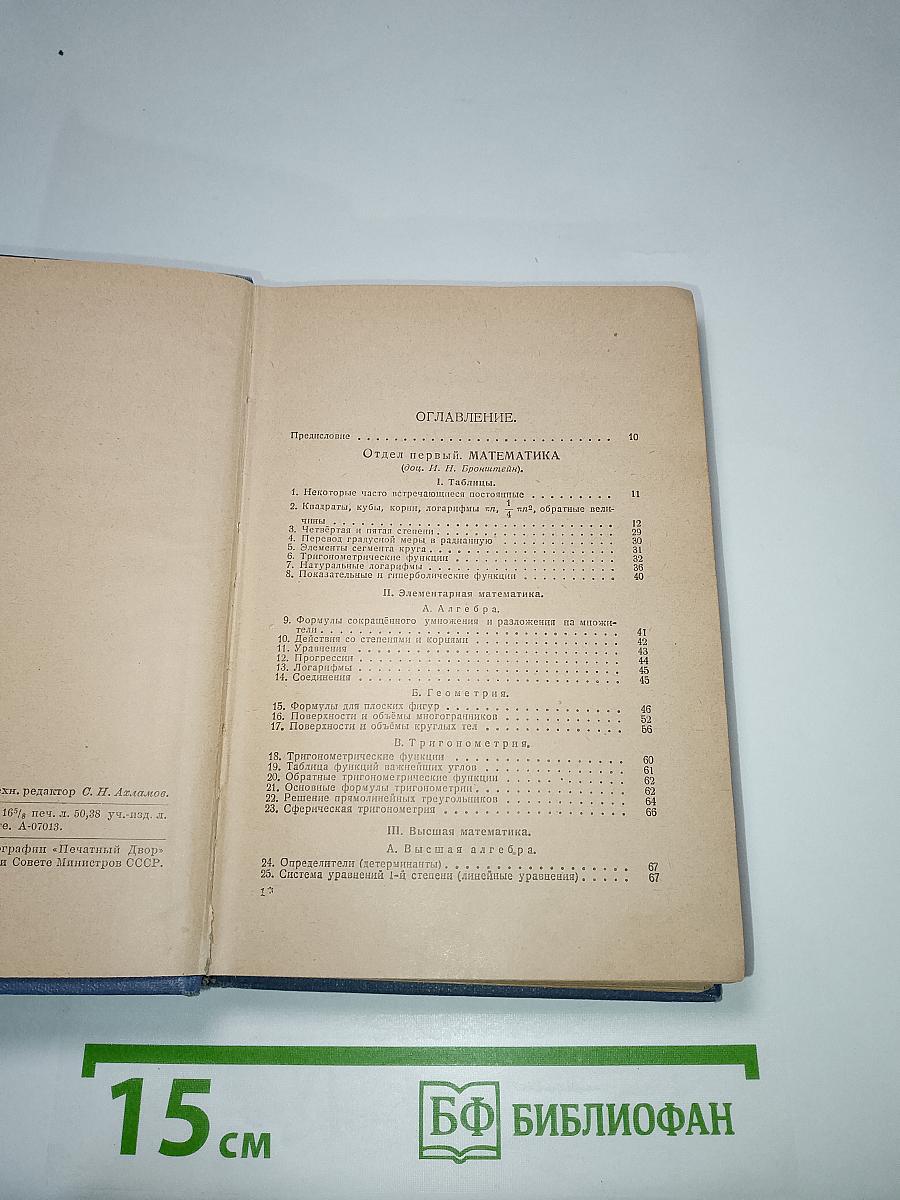 ехн. редактор С. Н. Ахламов.
16⁵/₈ печ. л. 50,38 уч.-изд. л.
те. А-07013.
ографии «Печатный Двор»
и Совете Министров СССР.
ОГЛАВЛЕНИЕ.
Предисловие . . . . . . . . . . 10
Отдел первый. МАТЕМАТИКА
(доц. И. Н. Бронштейн).
I. Таблицы.
1. Некоторые часто встречающиеся постоянные . . . . . . . . . 11
2. Квадраты, кубы, корни, логарифмы πn, 1/4 πn², обратные вели-
чины . . . . . . . . . . 12
3. Четвёртая и пятая степени . . . . . . . . . . 29
4. Перевод градусной меры в радианную . . . . . . . . . . 30
5. Элементы сегмента круга . . . . . . . . . . 31
6. Тригонометрические функции . . . . . . . . . . 32
7. Натуральные логарифмы . . . . . . . . . . 36
8. Показательные и гиперболические функции . . . . . . . . . . 40
II. Элементарная математика.
А. Алгебра.
9. Формулы сокращённого умножения и разложения на множи-
тели . . . . . . . . . . 41
10. Действия со степенями и корнями . . . . . . . . . . 42
11. Уравнения . . . . . . . . . . 43
12. Прогрессии . . . . . . . . . . 44
13. Логарифмы . . . . . . . . . . 45
14. Соединения . . . . . . . . . . 45
Б. Геометрия.
15. Формулы для плоских фигур . . . . . . . . . . 46
16. Поверхности и объёмы многогранников . . . . . . . . . . 52
17. Поверхности и объёмы круглых тел . . . . . . . . . . 56
В. Тригонометрия.
18. Тригонометрические функции . . . . . . . . . . 60
19. Таблица функций важнейших углов . . . . . . . . . . 61
20. Обратные тригонометрические функции . . . . . . . . . . 62
21. Основные формулы тригонометрии . . . . . . . . . . 62
22. Решение прямолинейных треугольников . . . . . . . . . . 64
23. Сферическая тригонометрия . . . . . . . . . . 66
III. Высшая математика.
А. Высшая алгебра.
24. Определители (детерминанты) . . . . . . . . . . 67
25. Система уравнений 1-й степени (линейные уравнения) . . . . . 67
1*
15 см
БФ БИБЛИОФАН